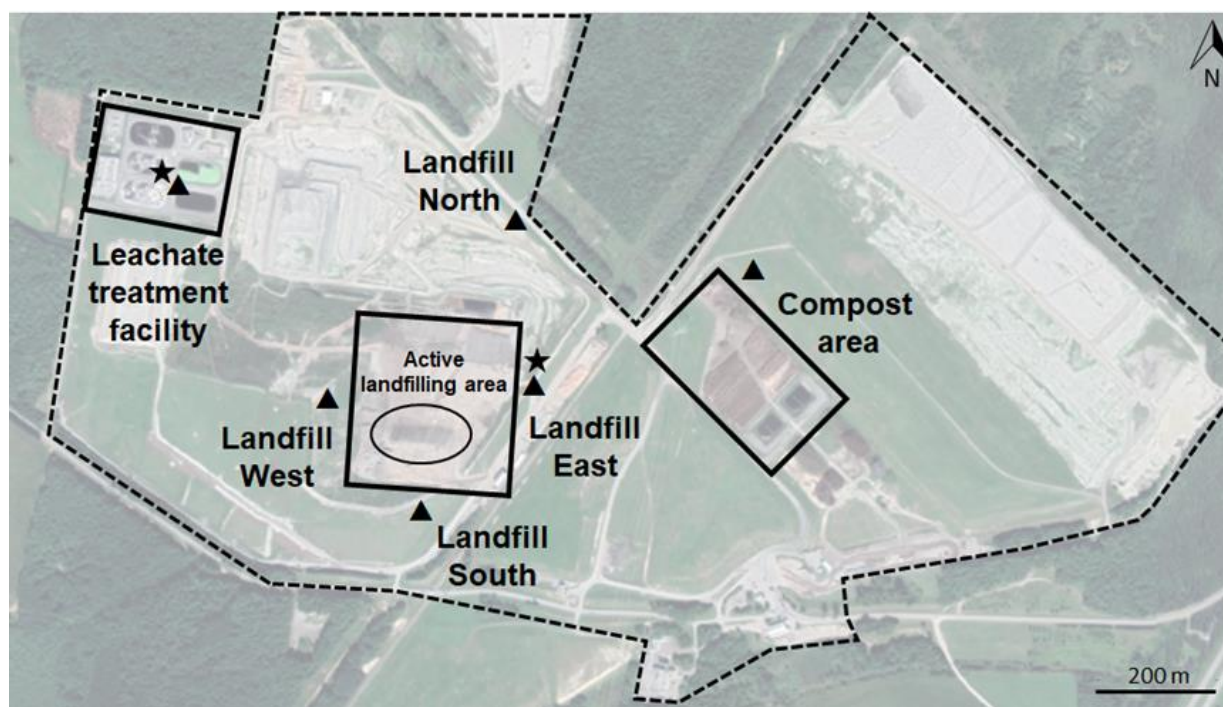 N
Landfill
North
Leachate
treatment
facility
Compost
area
Active
landfilling area
Landfill
West
Landfill
East
Landfill
South
200 m